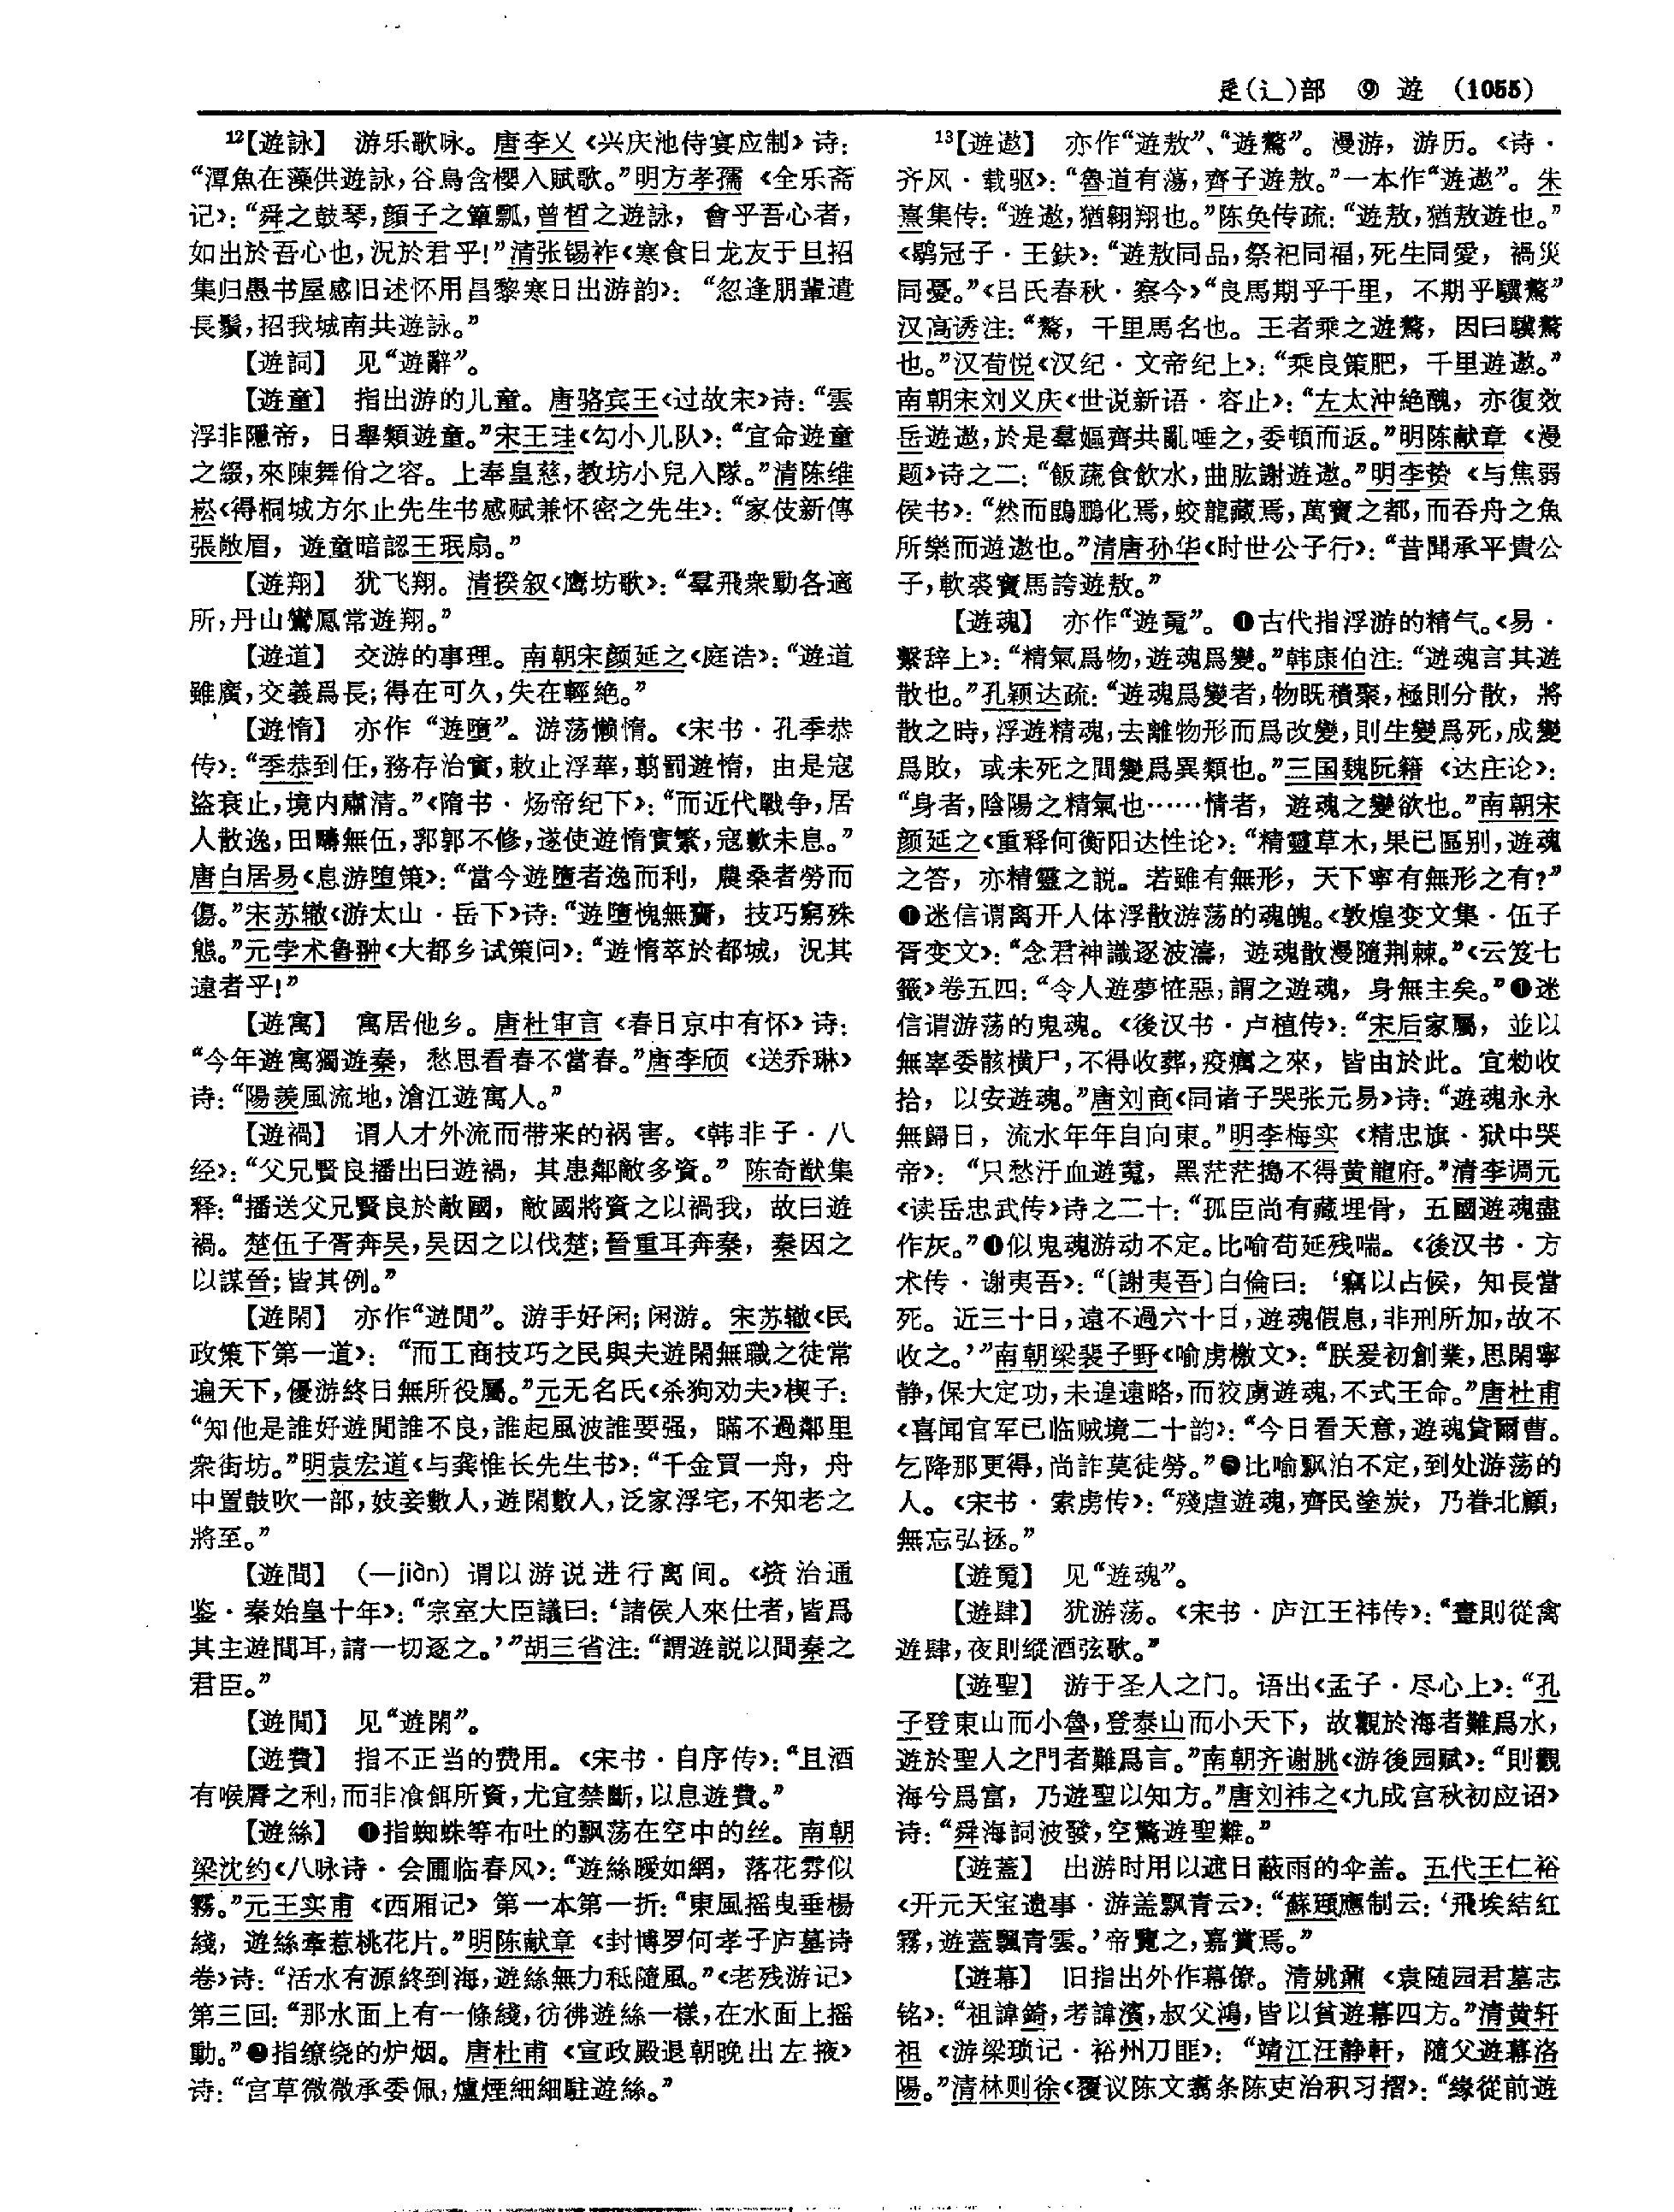 辵(辶)部 ⑨ 遊 (1055)
¹²【遊詠】 游乐歌咏。唐李乂《兴庆池侍宴应制》诗：
“潭魚在藻供遊詠，谷鳥含櫻入賦歌。”明方孝孺《全乐斋
记》：“舜之鼓琴，顏子之簞瓢，曾晳之遊詠，會乎吾心者，
如出於吾心也，況於君乎！”清张锡祚《寒食日龙友于旦招
集归愚书屋感旧述怀用昌黎寒日出游韵》：“忽逢朋輩遣
長鬚，招我城南共遊詠。”
【遊詞】 见“遊辭”。
【遊童】 指出游的儿童。唐骆宾王《过故宋》诗：“雲
浮非隱帝，日舉類遊童。”宋王珪《勾小儿队》：“宜命遊童
之綴，來陳舞佾之容。上奉皇慈，教坊小兒入隊。”清陈维
崧《得桐城方尔止先生书感赋兼怀密之先生》：“家伎新傳
張敞眉，遊童暗認王珉扇。”
【遊翔】 犹飞翔。清揆叙《鹰坊歌》：“羣飛衆動各適
所，丹山鸞鳳常遊翔。”
【遊道】 交游的事理。南朝宋颜延之《庭诰》：“遊道
雖廣，交義爲長；得在可久，失在輕絶。”
【遊惰】 亦作“遊墮”。游荡懒惰。《宋书·孔季恭
传》：“季恭到任，務存治實，敕止浮華，翦罰遊惰，由是寇
盜衰止，境内肅清。”《隋书·炀帝纪下》：“而近代戰争，居
人散逸，田疇無伍，郛郭不修，遂使遊惰實繁，寇歊未息。”
唐白居易《息游堕策》：“當今遊墮者逸而利，農桑者勞而
傷。”宋苏辙《游太山·岳下》诗：“遊墮愧無齎，技巧窮殊
態。”元孛术鲁翀《大都乡试策问》：“遊惰萃於都城，況其
遠者乎！”
【遊寓】 寓居他乡。唐杜审言《春日京中有怀》诗：
“今年遊寓獨遊秦，愁思看春不當春。”唐李颀《送乔琳》
诗：“陽羨風流地，滄江遊寓人。”
【遊禍】 谓人才外流而带来的祸害。《韩非子·八
经》：“父兄賢良播出曰遊禍，其患鄰敵多資。”陈奇猷集
释：“播送父兄賢良於敵國，敵國將資之以禍我，故曰遊
禍。楚伍子胥奔吴，吴因之以伐楚；晉重耳奔秦，秦因之
以謀晉；皆其例。”
【遊閑】 亦作“遊閒”。游手好闲；闲游。宋苏辙《民
政策下第一道》：“而工商技巧之民與夫遊閑無職之徒常
遍天下，優游終日無所役屬。”元无名氏《杀狗劝夫》楔子：
“知他是誰好遊閒誰不良，誰起風波誰要强，瞞不過鄰里
衆街坊。”明袁宏道《与龚惟长先生书》：“千金買一舟，舟
中置鼓吹一部，妓妾數人，遊閑數人，泛家浮宅，不知老之
將至。”
【遊間】 （一jiàn）谓以游说进行离间。《资治通
鉴·秦始皇十年》：“宗室大臣議曰：‘諸侯人來仕者，皆爲
其主遊間耳，請一切逐之。’”胡三省注：“謂遊説以間秦之
君臣。”
【遊閒】 见“遊閑”。
【遊費】 指不正当的费用。《宋书·自序传》：“且酒
有喉脣之利，而非飡餌所資，尤宜禁斷，以息遊費。”
【遊絲】 ❶指蜘蛛等布吐的飘荡在空中的丝。南朝
梁沈约《八咏诗·会圃临春风》：“遊絲曖如網，落花雰似
霧。”元王实甫《西厢记》第一本第一折：“東風摇曳垂楊
綫，遊絲牽惹桃花片。”明陈献章《封博罗何孝子庐墓诗
卷》诗：“活水有源終到海，遊絲無力秖隨風。”《老残游记》
第三回：“那水面上有一條綫，彷彿遊絲一樣，在水面上摇
動。”❷指缭绕的炉烟。唐杜甫《宣政殿退朝晚出左掖》
诗：“宫草微微承委佩，爐煙細細駐遊絲。”
¹³【遊遨】 亦作“遊敖”、“遊驁”。漫游，游历。《诗·
齐风·载驱》：“魯道有蕩，齊子遊敖。”一本作“遊遨”。朱
熹集传：“遊遨，猶翱翔也。”陈奂传疏：“遊敖，猶敖遊也。”
《鹖冠子·王鈇》：“遊敖同品，祭祀同福，死生同愛，禍災
同憂。”《吕氏春秋·察今》“良馬期乎千里，不期乎驥驁”
汉高诱注：“驁，千里馬名也。王者乘之遊驁，因曰驥驁
也。”汉荀悦《汉纪·文帝纪上》：“乘良策肥，千里遊遨。”
南朝宋刘义庆《世说新语·容止》：“左太沖絶醜，亦復效
岳遊遨，於是羣嫗齊共亂唾之，委頓而返。”明陈献章《漫
题》诗之二：“飯蔬食飲水，曲肱謝遊遨。”明李贽《与焦弱
侯书》：“然而鵾鵬化焉，蛟龍藏焉，萬寶之都，而吞舟之魚
所樂而遊遨也。”清唐孙华《时世公子行》：“昔聞承平貴公
子，軟裘寶馬誇遊敖。”
【遊魂】 亦作“遊䰟”。❶古代指浮游的精气。《易·
繫辞上》：“精氣爲物，遊魂爲變。”韩康伯注：“遊魂言其遊
散也。”孔颖达疏：“遊魂爲變者，物既積聚，極則分散，將
散之時，浮遊精魂，去離物形而爲改變，則生變爲死，成變
爲敗，或未死之間變爲異類也。”三国魏阮籍《达庄论》：
“身者，陰陽之精氣也……情者，遊魂之變欲也。”南朝宋
颜延之《重释何衡阳达性论》：“精靈草木，果已區别，遊魂
之答，亦精靈之説。若雖有無形，天下寧有無形之有？”
❶迷信谓离开人体浮散游荡的魂魄。《敦煌变文集·伍子
胥变文》：“念君神識逐波濤，遊魂散漫隨荆棘。”《云笈七
籤》卷五四：“令人遊夢恠惡，謂之遊魂，身無主矣。”❶迷
信谓游荡的鬼魂。《後汉书·卢植传》：“宋后家屬，並以
無辜委骸横尸，不得收葬，疫癘之來，皆由於此。宜勑收
拾，以安遊魂。”唐刘商《同诸子哭张元易》诗：“遊魂永永
無歸日，流水年年自向東。”明李梅实《精忠旗·狱中哭
帝》：“只愁汙血遊䰟，黑茫茫搗不得黄龍府。”清李调元
《读岳忠武传》诗之二十：“孤臣尚有藏埋骨，五國遊魂盡
作灰。”❶似鬼魂游动不定。比喻苟延残喘。《後汉书·方
术传·谢夷吾》：“〔謝夷吾〕白倫曰：‘竊以占候，知長當
死。近三十日，遠不過六十日，遊魂假息，非刑所加，故不
收之。’”南朝梁裴子野《喻虏檄文》：“朕爰初創業，思閑寧
静，保大定功，未遑遠略，而狡虜遊魂，不式王命。”唐杜甫
《喜闻官军已临贼境二十韵》：“今日看天意，遊魂貸爾曹。
乞降那更得，尚詐莫徒勞。”❺比喻飘泊不定，到处游荡的
人。《宋书·索虏传》：“殘虐遊魂，齊民塗炭，乃眷北顧，
無忘弘拯。”
【遊䰟】 见“遊魂”。
【遊肆】 犹游荡。《宋书·庐江王祎传》：“晝則從禽
遊肆，夜則縱酒弦歌。”
【遊聖】 游于圣人之门。语出《孟子·尽心上》：“孔
子登東山而小魯，登泰山而小天下，故觀於海者難爲水，
遊於聖人之門者難爲言。”南朝齐谢朓《游後园赋》：“則觀
海兮爲富，乃遊聖以知方。”唐刘祎之《九成宫秋初应诏》
诗：“舜海詞波發，空驚遊聖難。”
【遊蓋】 出游时用以遮日蔽雨的伞盖。五代王仁裕
《开元天宝遗事·游盖飘青云》：“蘇頲應制云：‘飛埃結紅
霧，遊蓋飄青雲。’帝覽之，嘉賞焉。”
【遊幕】 旧指出外作幕僚。清姚鼐《袁随园君墓志
铭》：“祖諱錡，考諱濱，叔父鴻，皆以貧遊幕四方。”清黄轩
祖《游梁琐记·裕州刀匪》：“靖江汪静軒，隨父遊幕洛
陽。”清林则徐《覆议陈文翥条陈吏治积习摺》：“缘從前遊